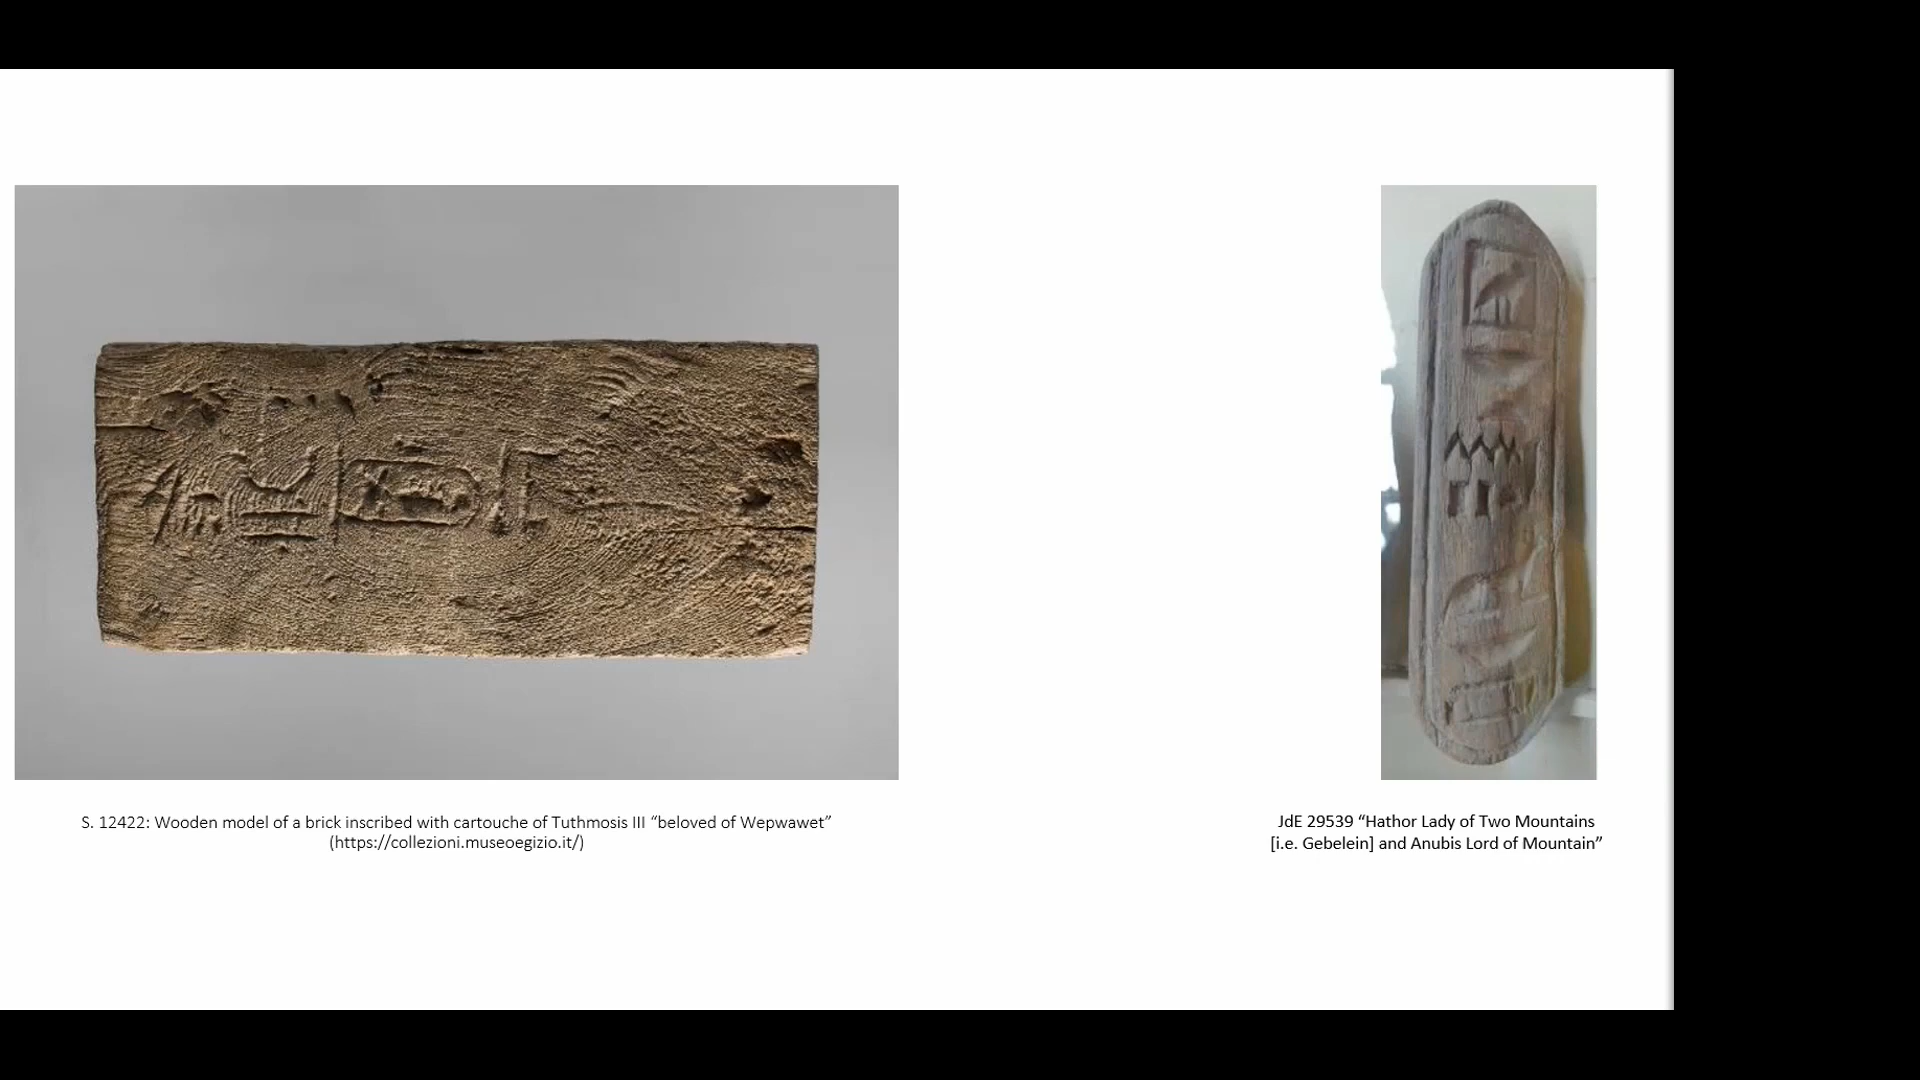 S. 12422: Wooden model of a brick inscribed with cartouche of Tuthmosis III “beloved of Wepwawet”
(https://collezioni.museoegizio.it/)
JdE 29539 “Hathor Lady of Two Mountains
[i.e. Gebelein] and Anubis Lord of Mountain”